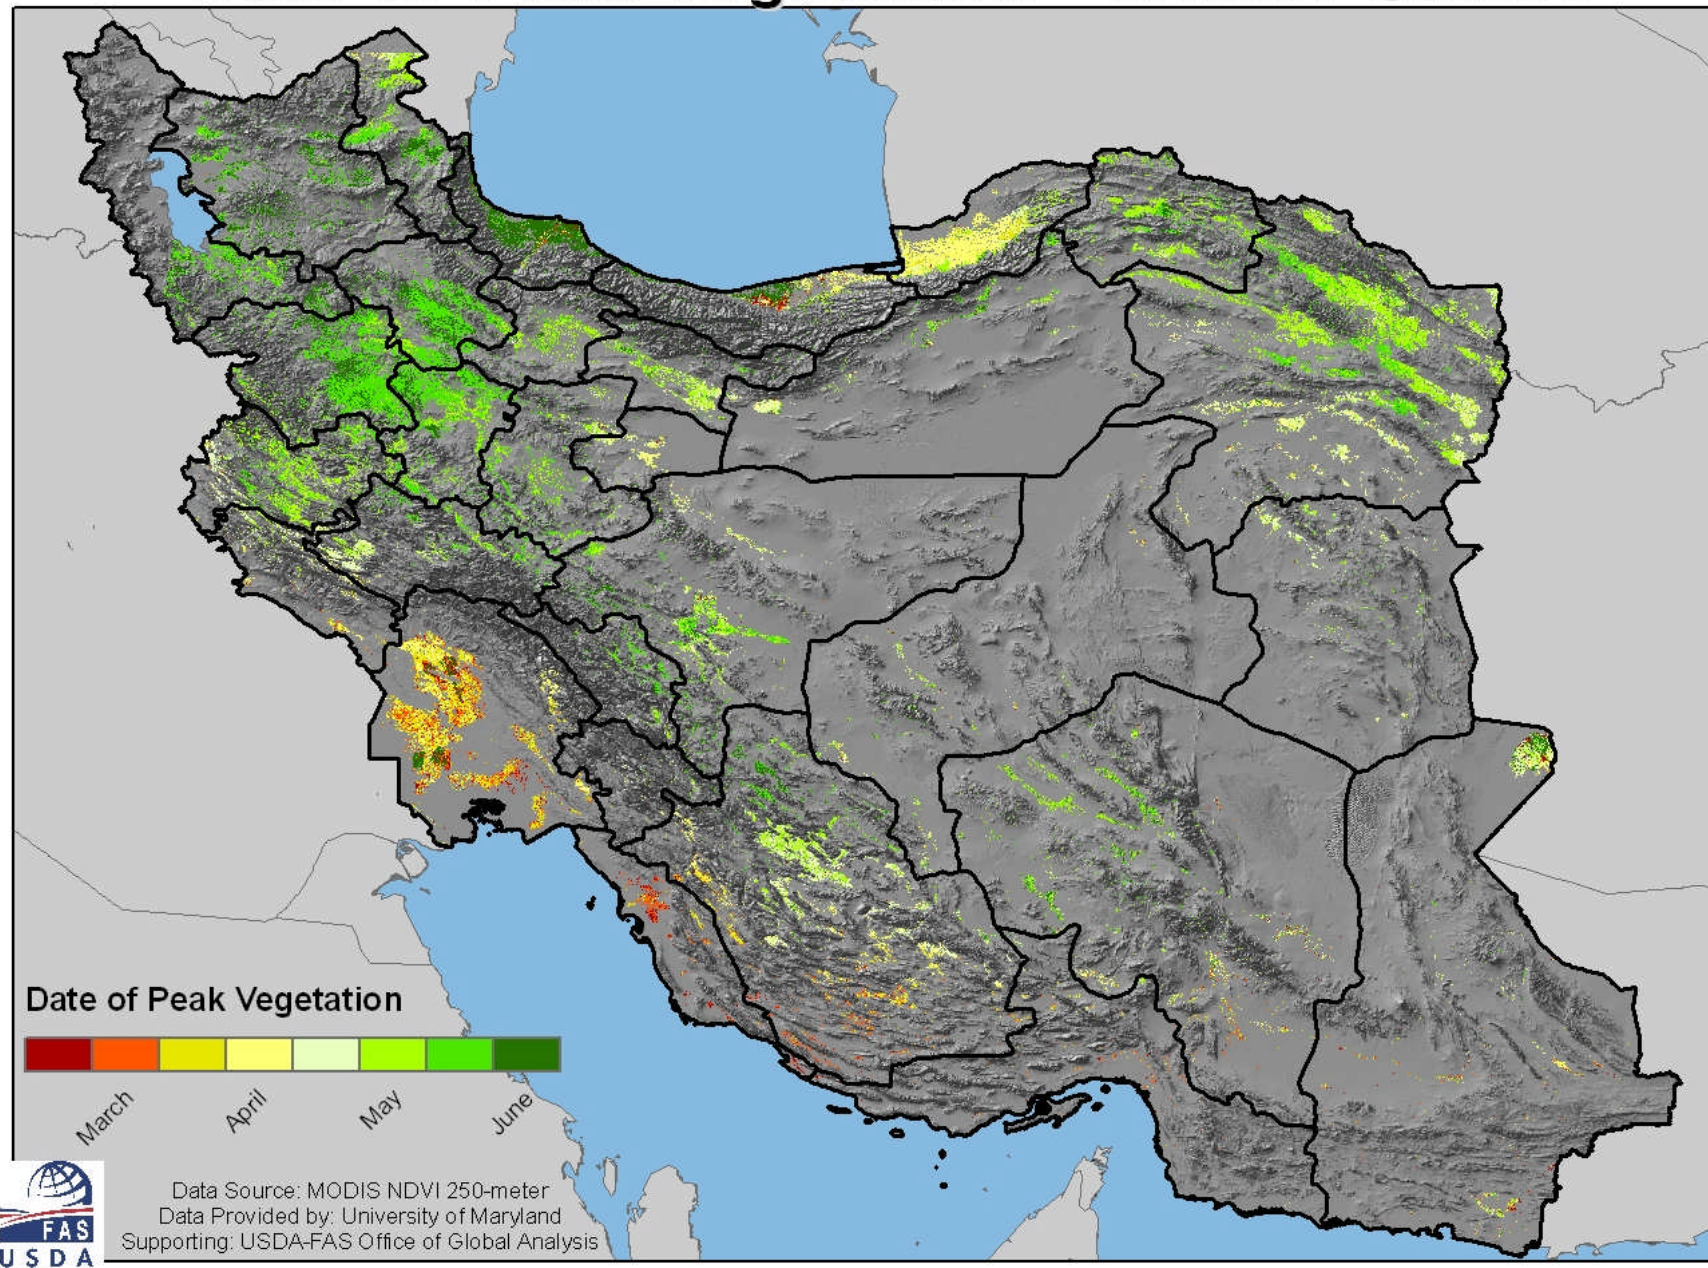 Date of Peak Vegetation
March
April
May
June
Data Source: MODIS NDVI 250-meter
Data Provided by: University of Maryland
Supporting: USDA-FAS Office of Global Analysis
FAS
USDA